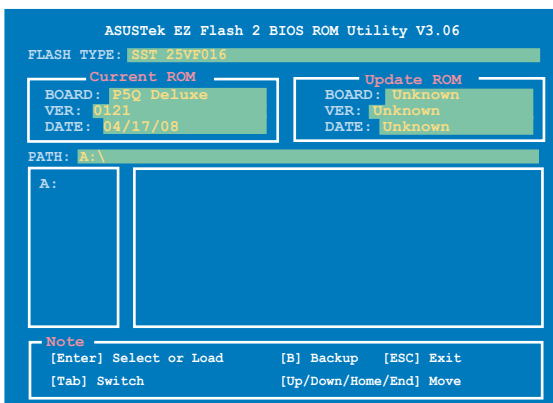 ASUSTek EZ Flash 2 BIOS ROM Utility V3.06
FLASH TYPE: SST 25VF016
Current ROM
BOARD: P5Q Deluxe
VER: 0121
DATE: 04/17/08
Update ROM
BOARD: Unknown
VER: Unknown
DATE: Unknown
PATH: A:\
A:
Note
[Enter] Select or Load [B] Backup [ESC] Exit
[Tab] Switch [Up/Down/Home/End] Move